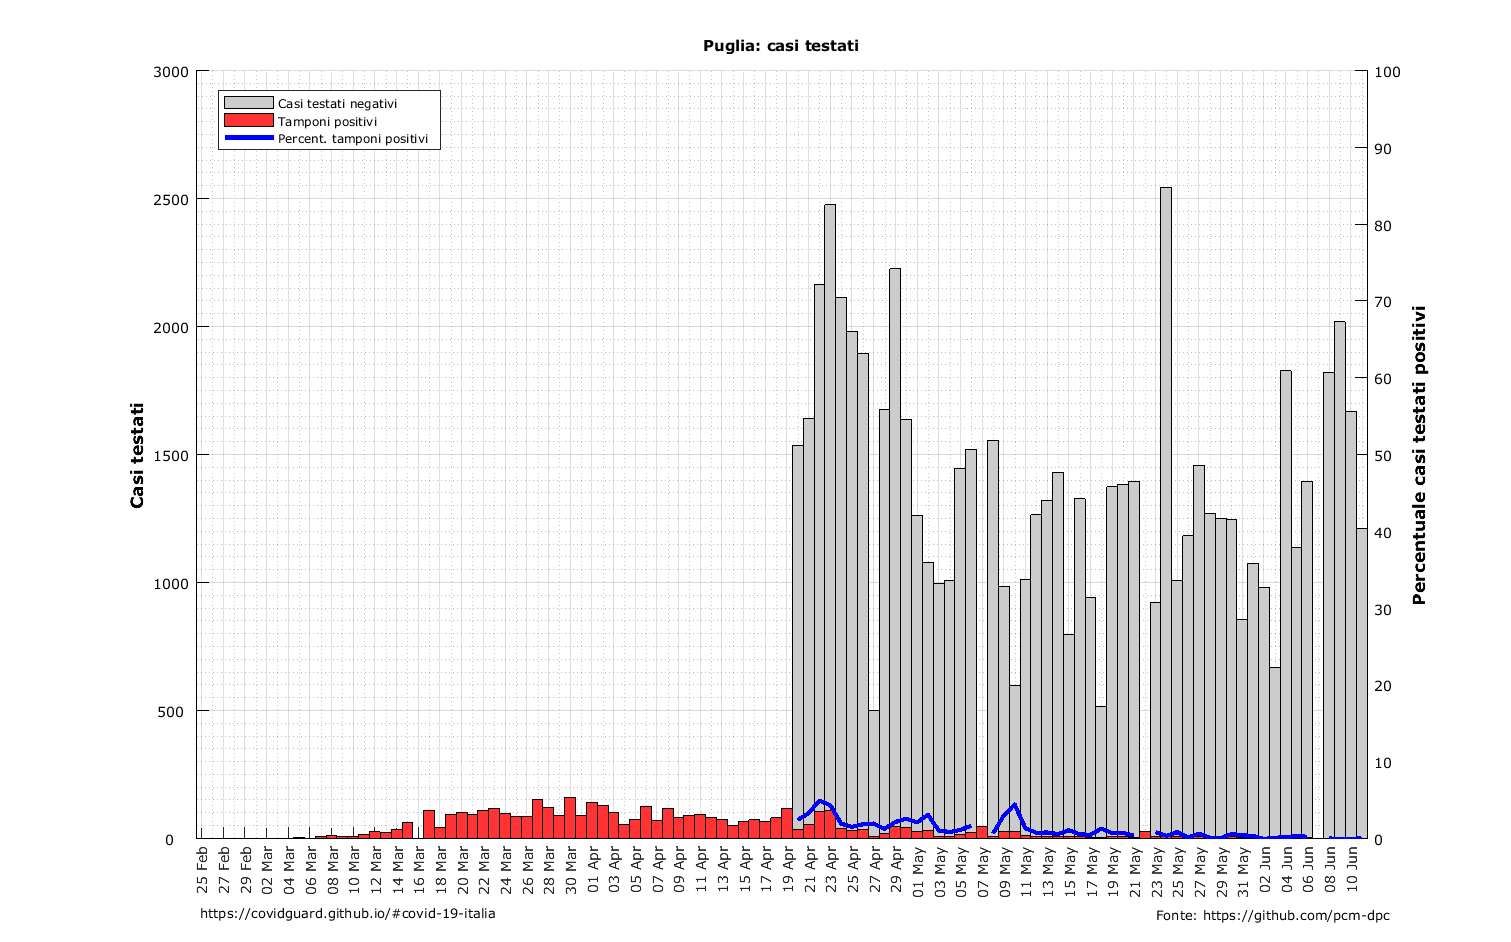 Puglia: casi testati
3000
2500
2000
1500
1000
500
0
Casi testati
Casi testati negativi
Tamponi positivi
Percent. tamponi positivi
100
90
80
70
60
50
40
30
20
10
0
Percentuale casi testati positivi
25 Feb
27 Feb
29 Feb
02 Mar
04 Mar
06 Mar
08 Mar
10 Mar
12 Mar
14 Mar
16 Mar
18 Mar
20 Mar
22 Mar
24 Mar
26 Mar
28 Mar
30 Mar
01 Apr
03 Apr
05 Apr
07 Apr
09 Apr
11 Apr
13 Apr
15 Apr
17 Apr
19 Apr
21 Apr
23 Apr
25 Apr
27 Apr
29 Apr
01 May
03 May
05 May
07 May
09 May
11 May
13 May
15 May
17 May
19 May
21 May
23 May
25 May
27 May
29 May
31 May
02 Jun
04 Jun
06 Jun
08 Jun
10 Jun
https://covidguard.github.io/#covid-19-italia
Fonte: https://github.com/pcm-dpc